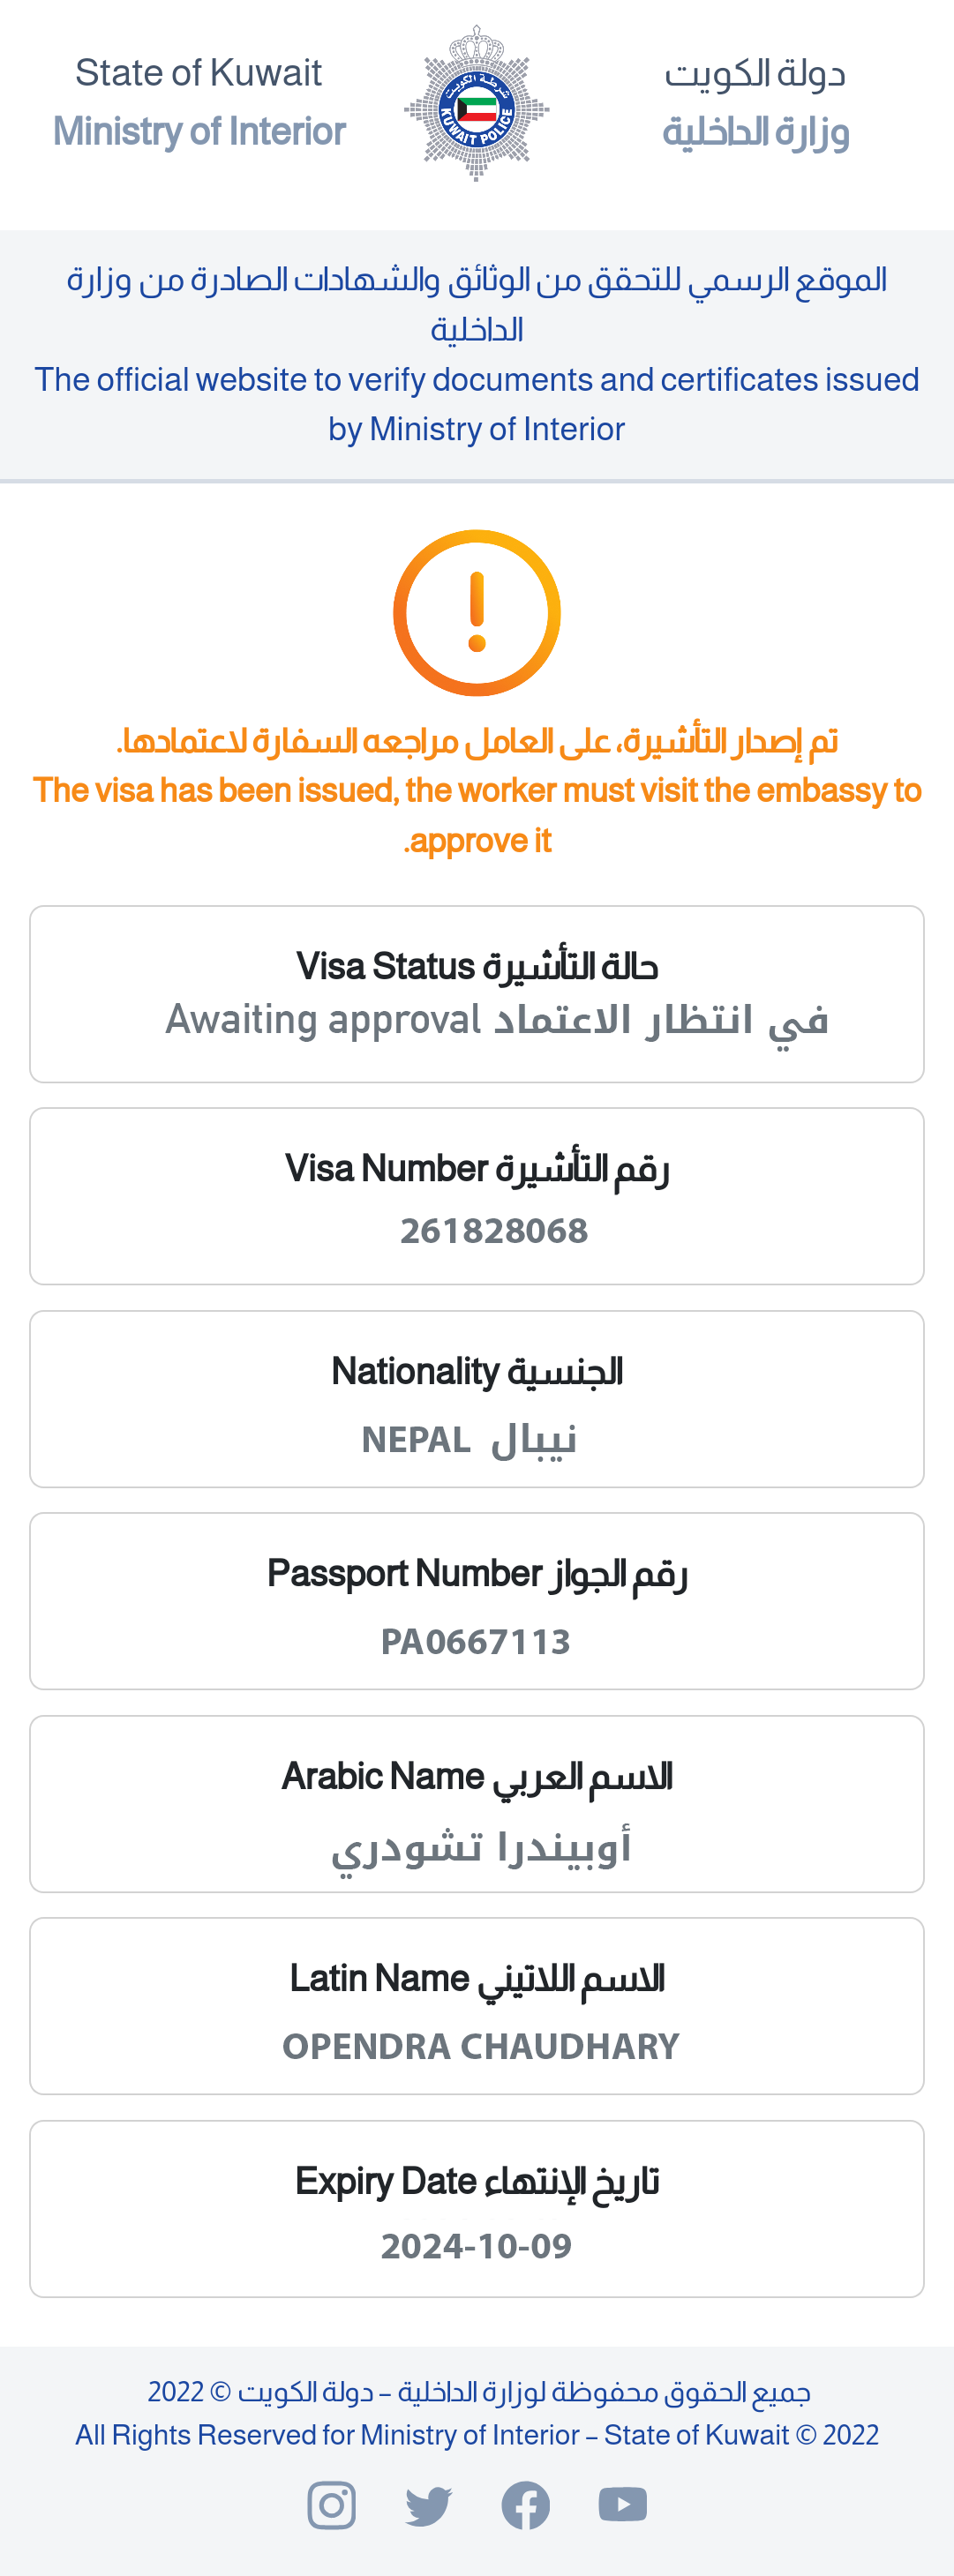 State of Kuwait
Ministry of Interior
شرطة الكويت
KUWAIT POLICE
دولة الكويت
وزارة الداخلية
الموقع الرسمي للتحقق من الوثائق والشهادات الصادرة من وزارة
الداخلية
The official website to verify documents and certificates issued
by Ministry of Interior
تم إصدار التأشيرة، على العامل مراجعه السفارة لاعتمادها.
The visa has been issued, the worker must visit the embassy to
.approve it
Visa Status حالة التأشيرة
Awaiting approval في انتظار الاعتماد
Visa Number رقم التأشيرة
261828068
Nationality الجنسية
NEPAL نيبال
Passport Number رقم الجواز
PA0667113
Arabic Name الاسم العربي
أوبيندرا تشودري
Latin Name الاسم اللاتيني
OPENDRA CHAUDHARY
Expiry Date تاريخ الإنتهاء
2024-10-09
جميع الحقوق محفوظة لوزارة الداخلية – دولة الكويت © 2022
All Rights Reserved for Ministry of Interior – State of Kuwait © 2022